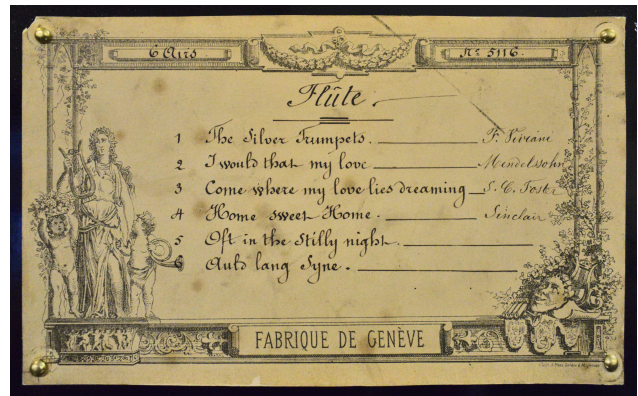 6 Airs
Nº 5116.
Flûte.
1 The Silver Trumpets. F. Viviani
2 I would that my love Mendelssohn
3 Come where my love lies dreaming S. C. Foste
4 Home sweet Home. Sinclair
5 Oft in the stilly night.
6 Auld lang Syne.
FABRIQUE DE GENÈVE